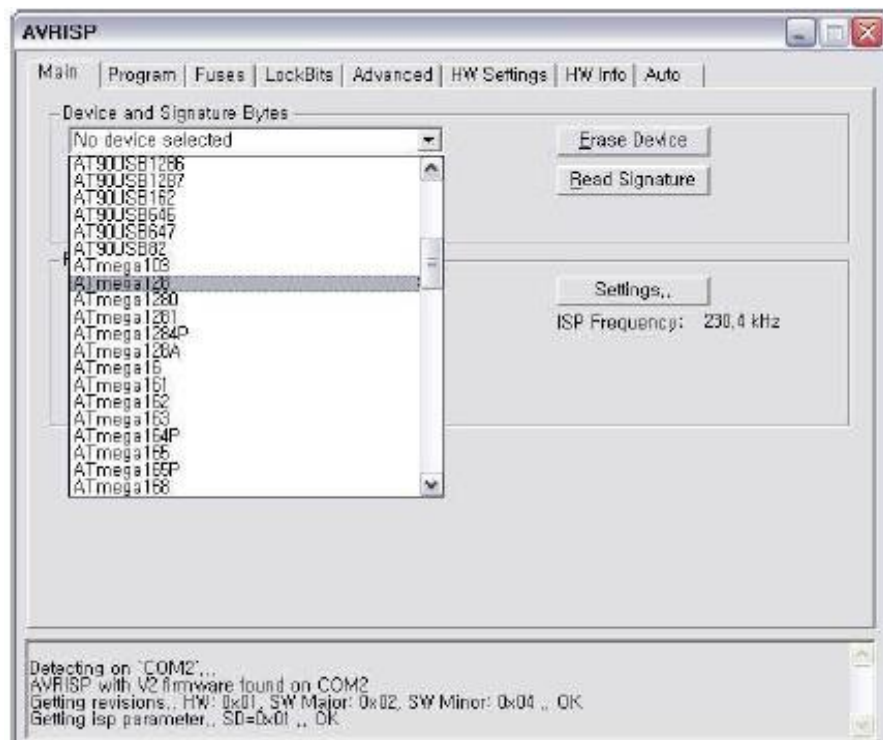 AVRISP
Main Program Fuses LockBits Advanced HW Settings HW Info Auto
Device and Signature Bytes
No device selected
Erase Device
Read Signature
AT90USB1286
AT90USB1287
AT90USB162
AT90USB646
AT90USB647
AT90USB82
ATmega103
ATmega128
ATmega1280
ATmega1281
ATmega1284P
ATmega128A
ATmega16
ATmega161
ATmega162
ATmega163
ATmega164P
ATmega165
ATmega165P
ATmega168
Settings,,
ISP Frequency: 230,4 kHz
Detecting on 'COM2',,,
AVRISP with V2 firmware found on COM2
Getting revisions,, HW: 0x01, SW Major: 0x02, SW Minor: 0x04 ,, OK
Getting isp parameter,, SD=0x01 ,, OK